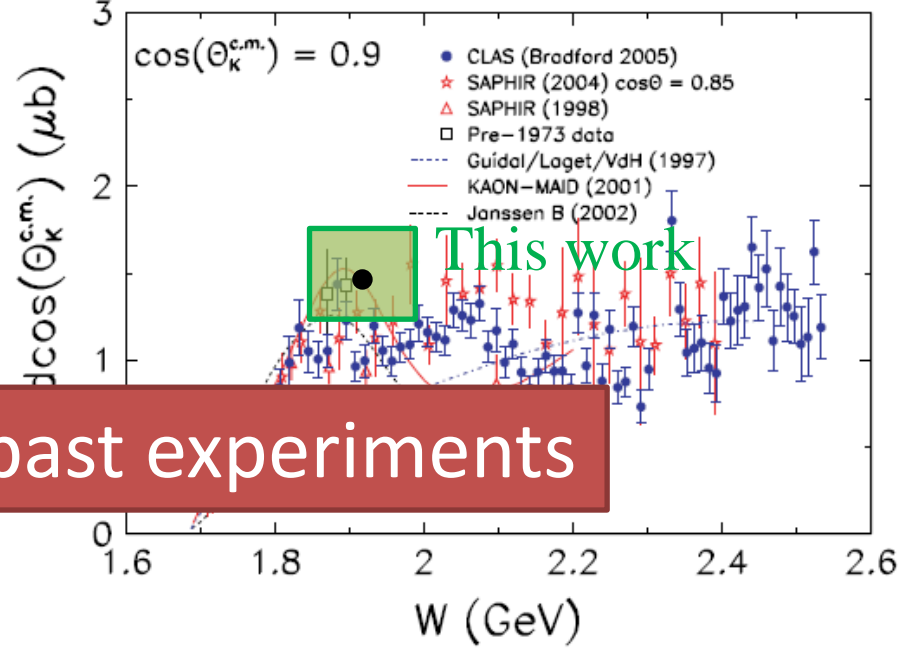 3
cos(Θ_K^{c.m.}) = 0.9
CLAS (Bradford 2005)
SAPHIR (2004) cosΘ = 0.85
SAPHIR (1998)
Pre-1973 data
Guidal/Laget/VdH (1997)
KAON-MAID (2001)
Janssen B (2002)
dcos(Θ_K^{c.m.}) (μb)
2
This work
1
past experiments
0
1.6 1.8 2 2.2 2.4 2.6
W (GeV)